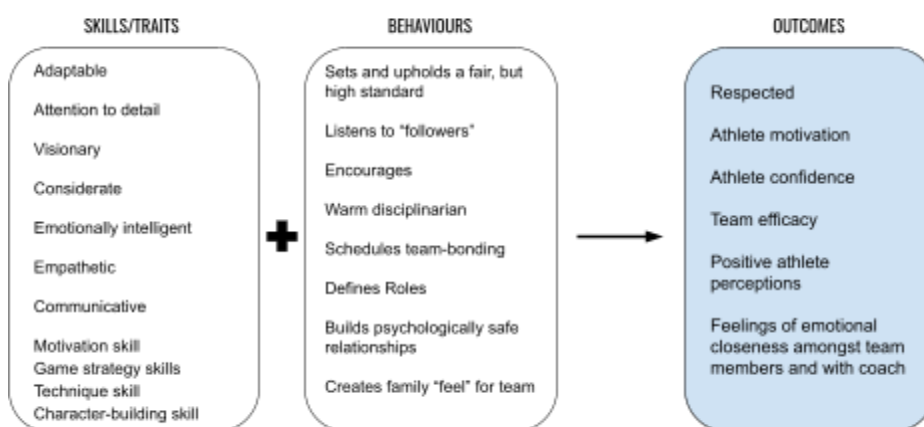 SKILLS/TRAITS
Adaptable
Attention to detail
Visionary
Considerate
Emotionally intelligent
Empathetic
Communicative
Motivation skill
Game strategy skills
Technique skill
Character-building skill
BEHAVIOURS
Sets and upholds a fair, but
high standard
Listens to “followers”
Encourages
Warm disciplinarian
Schedules team-bonding
Defines Roles
Builds psychologically safe
relationships
Creates family “feel” for team
OUTCOMES
Respected
Athlete motivation
Athlete confidence
Team efficacy
Positive athlete
perceptions
Feelings of emotional
closeness amongst team
members and with coach